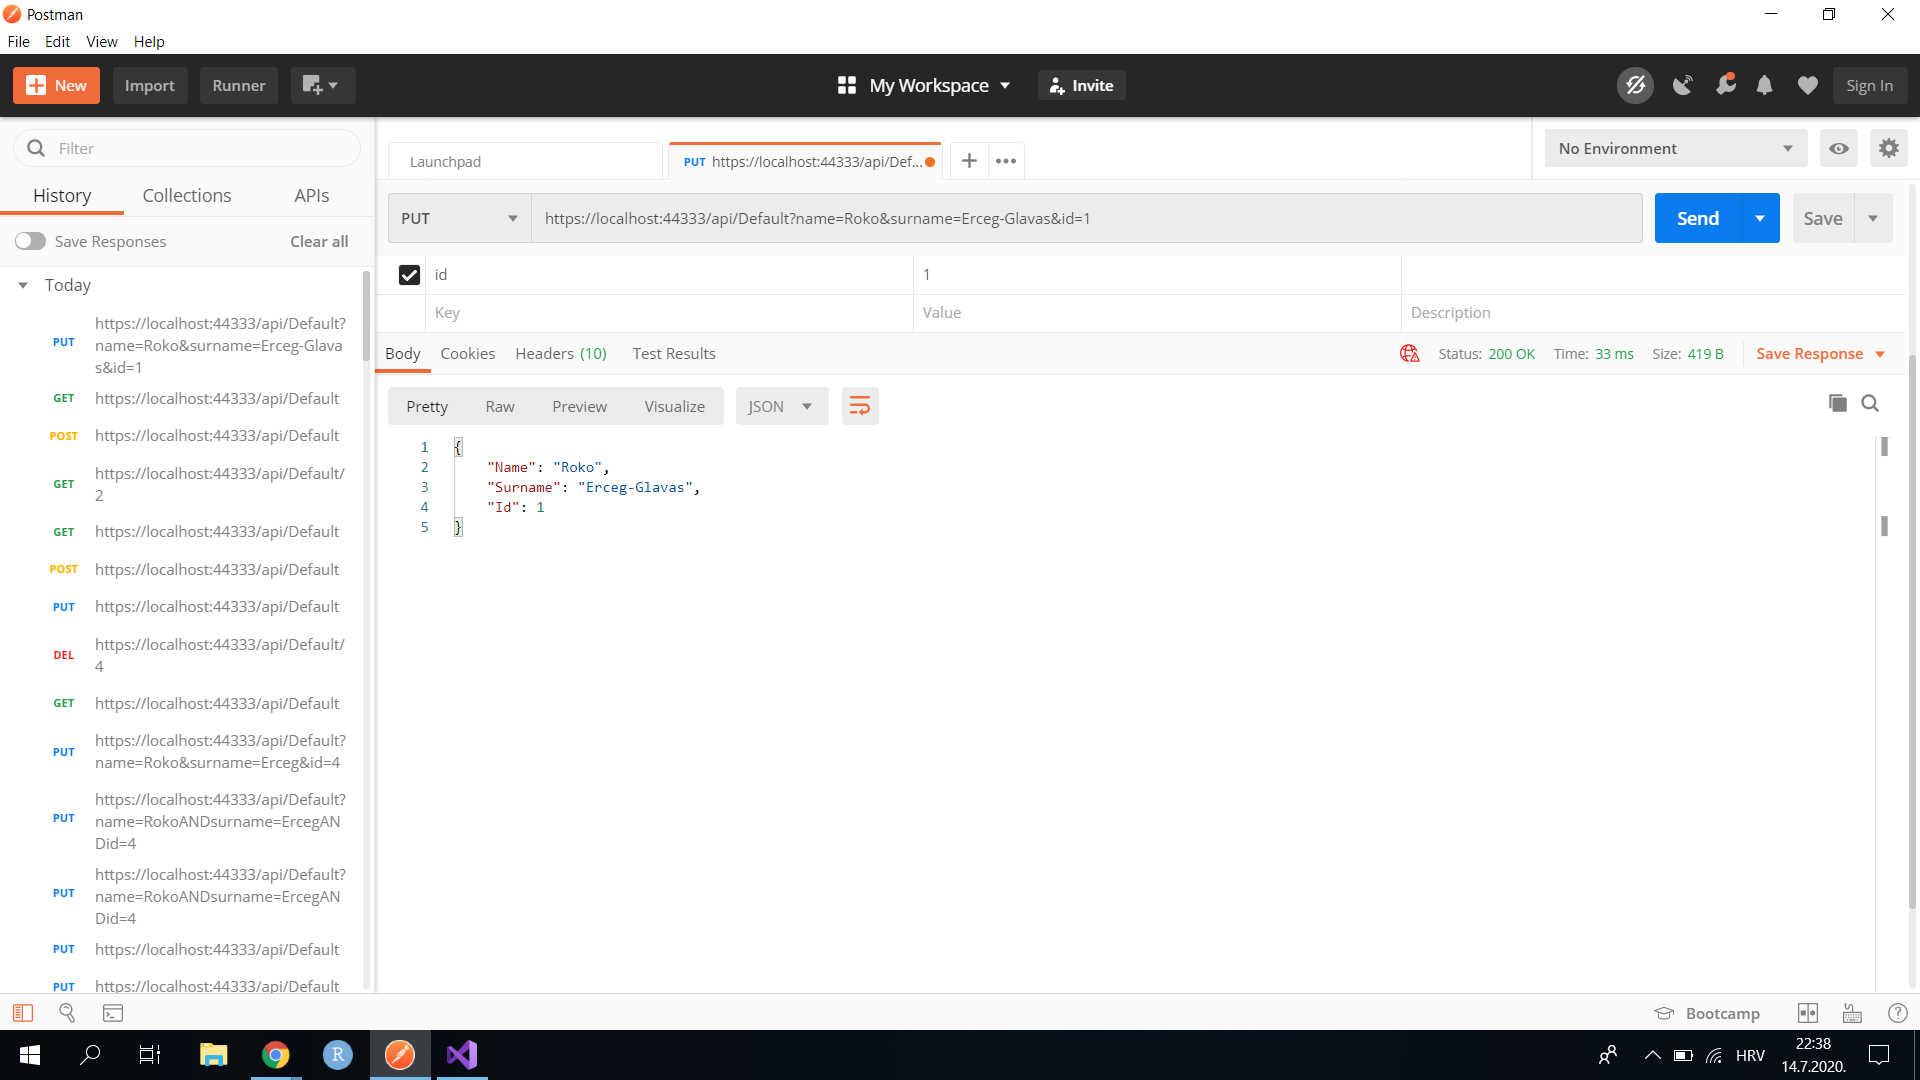 Postman
File Edit View Help
New Import Runner My Workspace Invite Sign In
Filter
History Collections APIs
Save Responses Clear all
Today
PUT https://localhost:44333/api/Default?
name=Roko&surname=Erceg-Glava
s&id=1
GET https://localhost:44333/api/Default
POST https://localhost:44333/api/Default
GET https://localhost:44333/api/Default/
2
GET https://localhost:44333/api/Default
POST https://localhost:44333/api/Default
PUT https://localhost:44333/api/Default
DEL https://localhost:44333/api/Default/
4
GET https://localhost:44333/api/Default
PUT https://localhost:44333/api/Default?
name=Roko&surname=Erceg&id=4
PUT https://localhost:44333/api/Default?
name=RokoANDsurname=ErcegAN
Did=4
PUT https://localhost:44333/api/Default?
name=RokoANDsurname=ErcegAN
Did=4
PUT https://localhost:44333/api/Default
PUT https://localhost:44333/api/Default
Launchpad PUT https://localhost:44333/api/Def...
No Environment
PUT https://localhost:44333/api/Default?name=Roko&surname=Erceg-Glavas&id=1 Send Save
id 1
Key Value Description
Body Cookies Headers (10) Test Results Status: 200 OK Time: 33 ms Size: 419 B Save Response
Pretty Raw Preview Visualize JSON
1 {
2 "Name": "Roko",
3 "Surname": "Erceg-Glavas",
4 "Id": 1
5 }
Bootcamp
R HRV 22:38
14.7.2020.